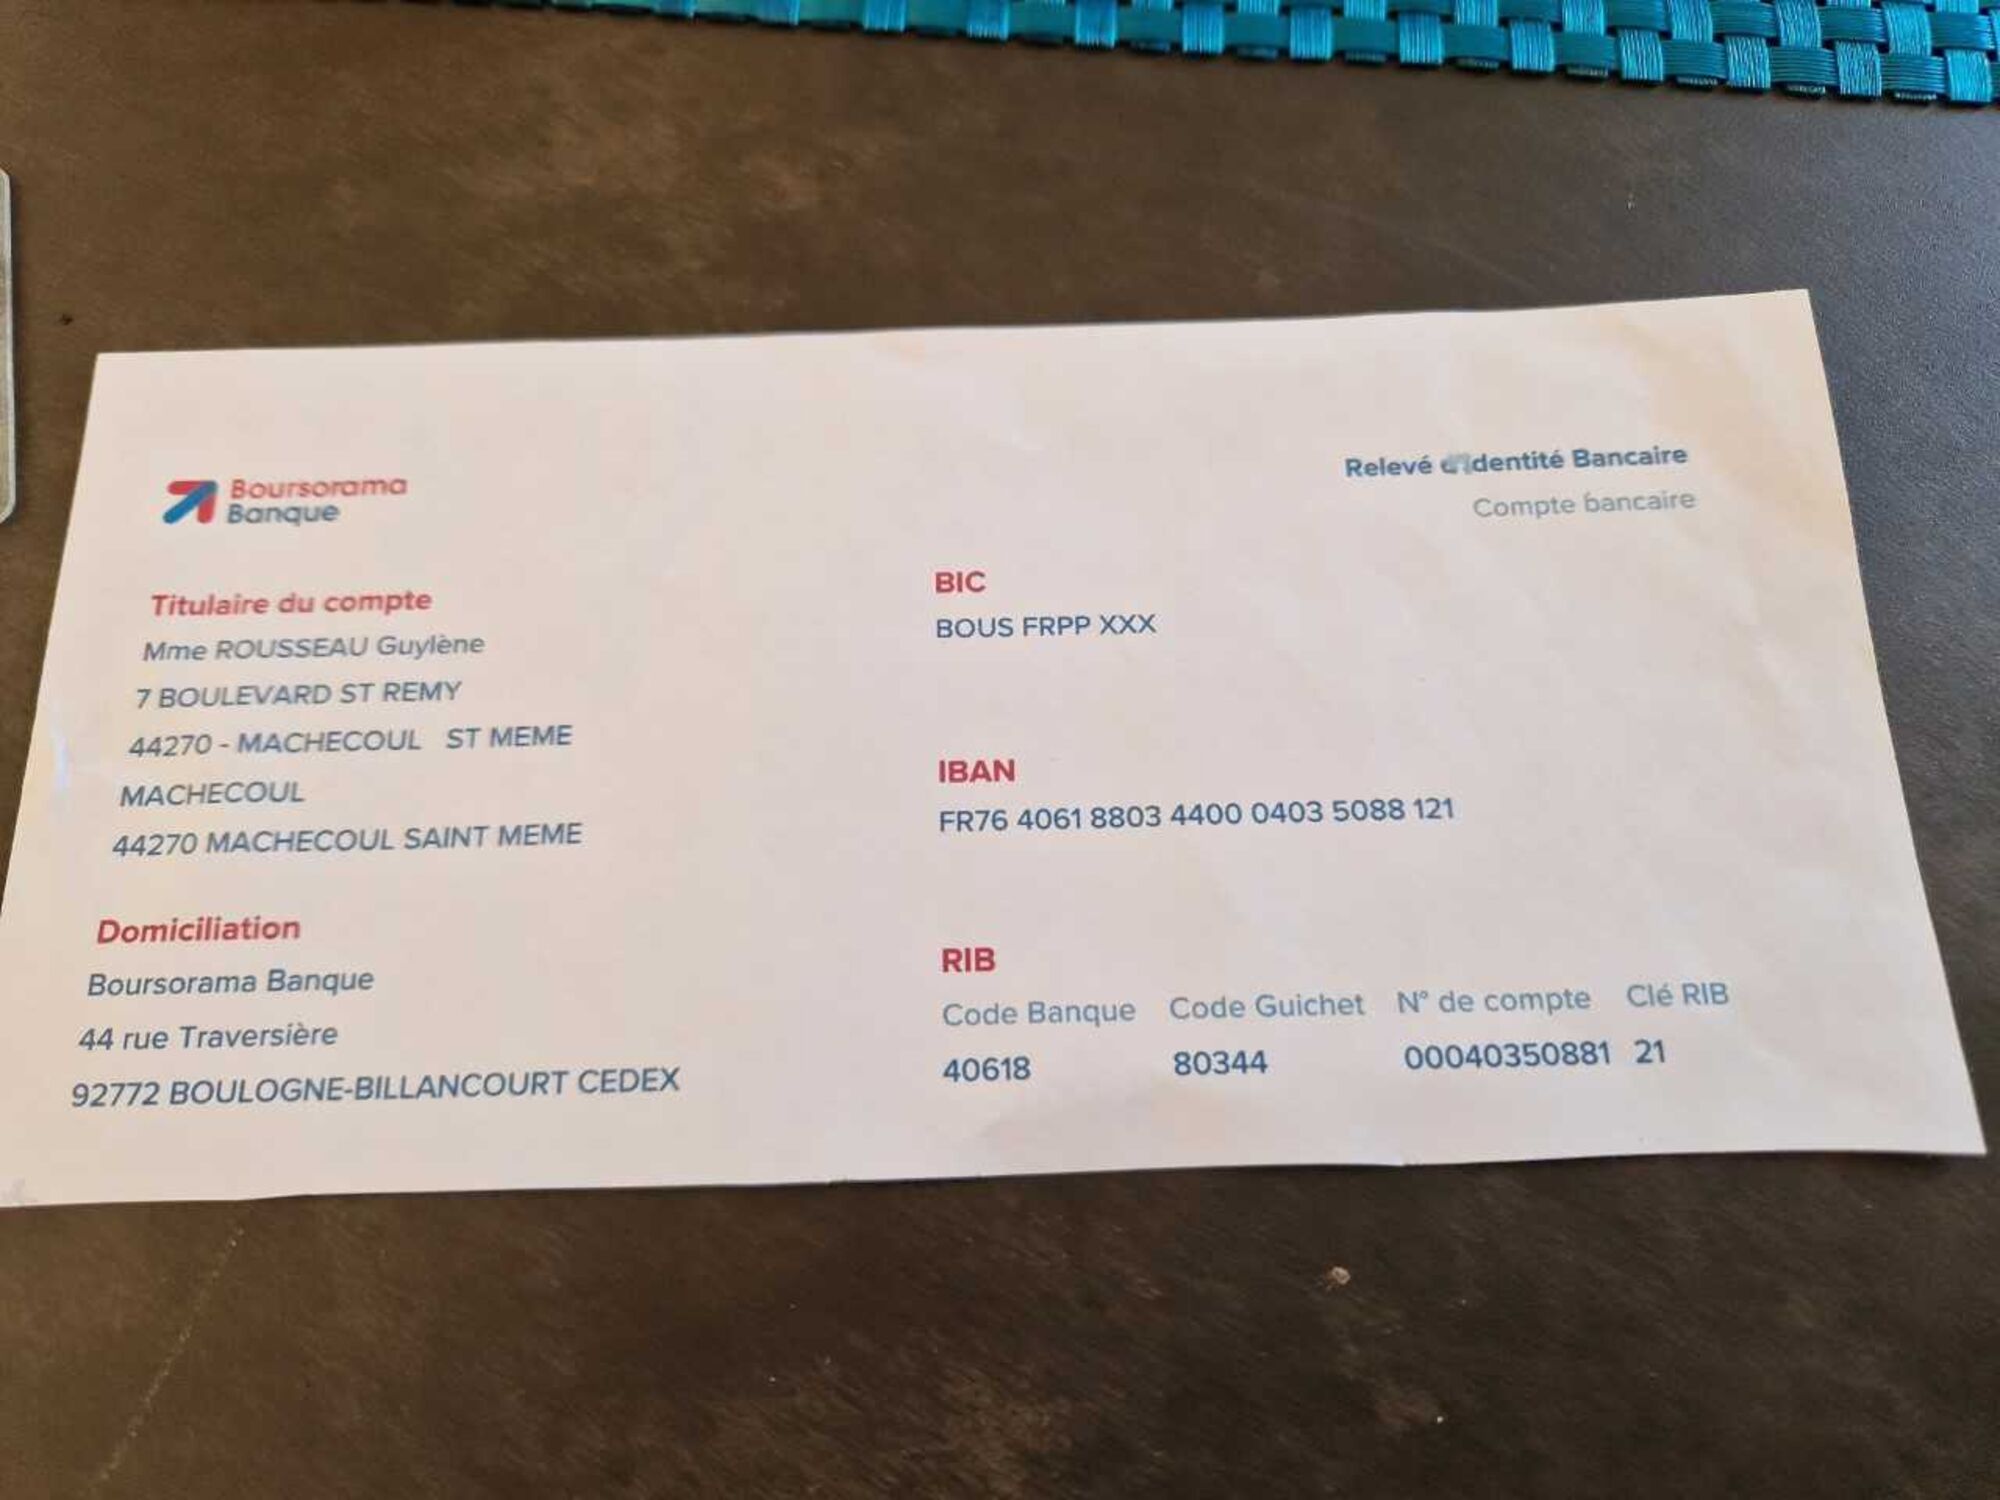 Boursorama
Banque
Relevé d'Identité Bancaire
Compte bancaire
Titulaire du compte
Mme ROUSSEAU Guylène
7 BOULEVARD ST REMY
44270 - MACHECOUL ST MEME
MACHECOUL
44270 MACHECOUL SAINT MEME
Domiciliation
Boursorama Banque
44 rue Traversière
92772 BOULOGNE-BILLANCOURT CEDEX
BIC
BOUS FRPP XXX
IBAN
FR76 4061 8803 4400 0403 5088 121
RIB
Code Banque Code Guichet N° de compte Clé RIB
40618 80344 00040350881 21